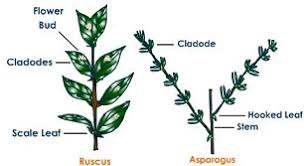 Flower
Bud
Cladodes
Scale Leaf
Ruscus
Cladode
Hooked Leaf
Stem
Asparagus